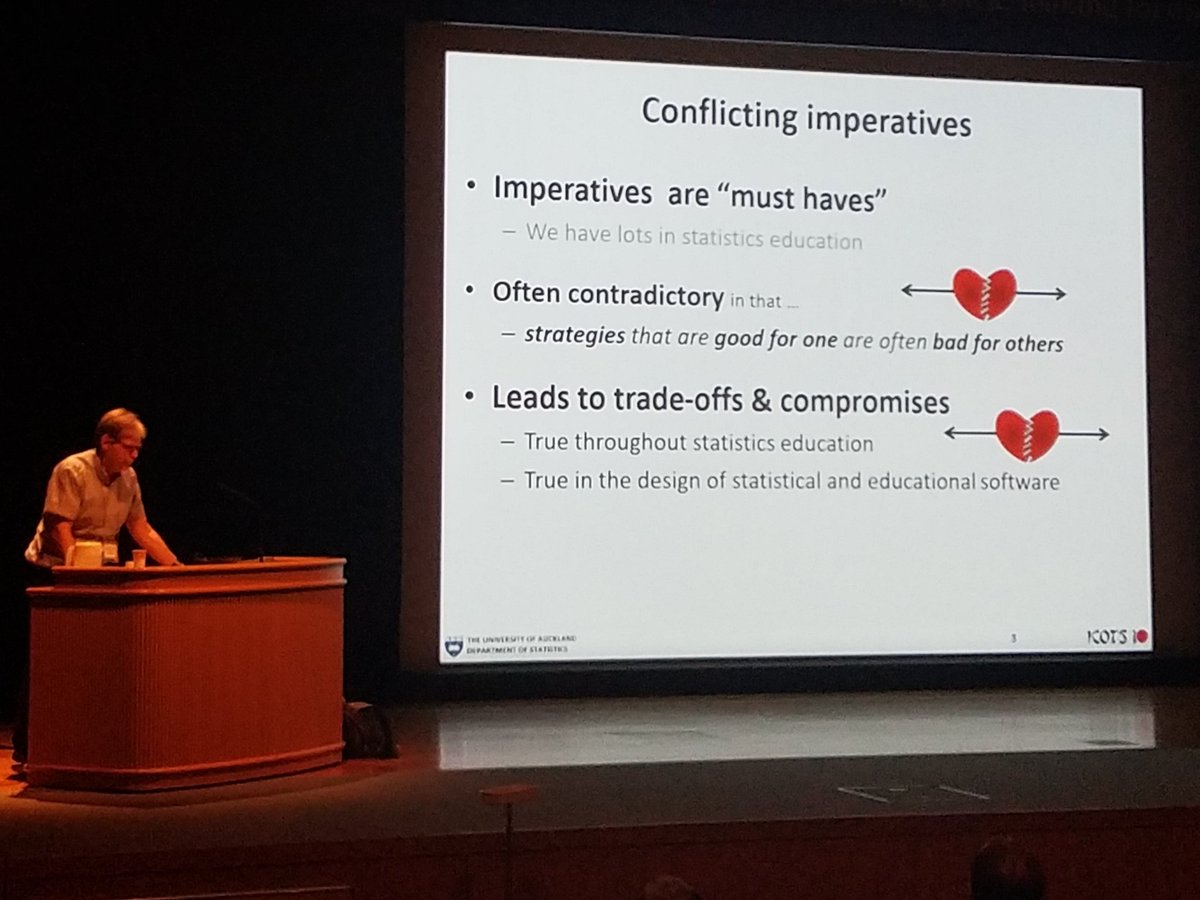 Conflicting imperatives
• Imperatives are “must haves”
– We have lots in statistics education
• Often contradictory in that ...
– strategies that are good for one are often bad for others
• Leads to trade-offs & compromises
– True throughout statistics education
– True in the design of statistical and educational software
THE UNIVERSITY OF AUCKLAND
DEPARTMENT OF STATISTICS
3
ICOTS 10